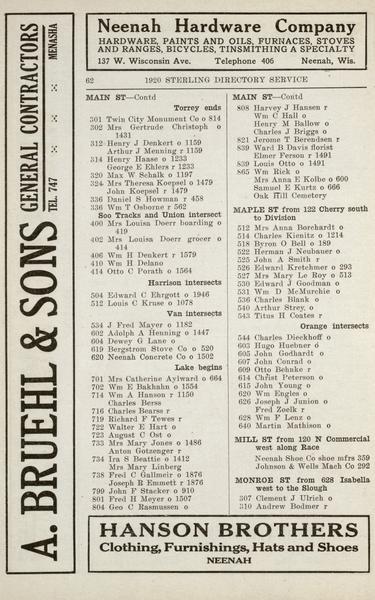 Neenah Hardware Company
HARDWARE, PAINTS AND OILS, FURNACES, STOVES
AND RANGES, BICYCLES, TINSMITHING A SPECIALTY
137 W. Wisconsin Ave. Telephone 406 Neenah, Wis.
A. BRUEHL & SONS
GENERAL CONTRACTORS
TEL. 747 MENASHA
62 1920 STERLING DIRECTORY SERVICE
MAIN ST—Contd
Torrey ends
301 Twin City Monument Co o 814
302 Mrs Gertrude Christoph o
1431
312 Henry J Denkert o 1159
Arthur J Menning r 1159
314 Henry Haase o 1233
George E Ehlers r 1233
320 Max W Schalk o 1197
324 Mrs Theresa Koepsel o 1479
John Koepsel r 1479
336 Daniel S Howman r 458
336 Wm T Osborne r 562
Soo Tracks and Union intersect
400 Mrs Louisa Doerr boarding o
419
402 Mrs Louisa Doerr grocer o
414
406 Wm H Denkert r 1579
410 Wm H Delano
414 Otto C Porath o 1564
Harrison intersects
504 Edward C Ehrgott o 1946
512 Louis C Kruse o 1078
Van intersects
534 J Fred Mayer o 1182
602 Adolph A Henning o 1447
604 Dewey G Lane o
619 Bergstrom Stove Co o 520
620 Neenah Concrete Co o 1502
Lake begins
701 Mrs Catherine Aylward o 664
702 Wm E Bakhahn o 1554
714 Wm A Hanson r 1150
Charles Berss
716 Charles Bearse r
719 Richard F Tewes r
722 Walter E Hart o
723 August C Ost o
733 Mrs Mary Jones o 1486
Anton Gotzenger r
734 Ira S Beattie o 1412
Mrs Mary Linberg
738 Fred C Gallmeir o 1876
Joseph R Emmett r 1876
799 John F Stacker o 910
801 Fred H Meyer o 1507
804 Geo C Rasmussen o
MAIN ST—Contd
808 Harvey J Hansen r
Wm C Hall o
Henry M Ballow o
Charles J Briggs o
821 Jerome T Berendsen r
839 Ward B Davis florist
Elmer Ferson r 1491
839 Louis Otto o 1491
865 Wm Riek o
Mrs Anna E Kolbe o 600
Samuel E Kurtz o 666
Oak Hill Cemetery
MAPLE ST from 122 Cherry south
to Division
512 Mrs Anna Borchardt o
514 Charles Kienitz o 1214
518 Byron O Bell o 189
522 Herman J Neubauer o
525 John A Smith r
526 Edward Kretchmer o 293
527 Mrs Mary Le Roy o 513
530 Edward J Goodman o
531 Wm D McMurchie o
536 Charles Blank o
540 Arthur Strey, o
543 Titus H Coates r
Orange intersects
544 Charles Dieckhoff o
603 Hugo Huebner o
605 John Godhardt o
607 John Conrad o
609 Otto Behnke r
614 Christ Peterson o
615 John Young o
620 Wm Engles o
626 Joseph J Junion o
Fred Zoelk r
628 Wm F Lenz o
640 Martin Mathison o
MILL ST from 120 N Commercial
west along Race
Neenah Shoe Co shoe mfrs 359
Johnson & Wells Mach Co 292
MONROE ST from 628 Isabella
west to the Slough
307 Clement J Ulrich o
310 Andrew Bodmer r
HANSON BROTHERS
Clothing, Furnishings, Hats and Shoes
NEENAH